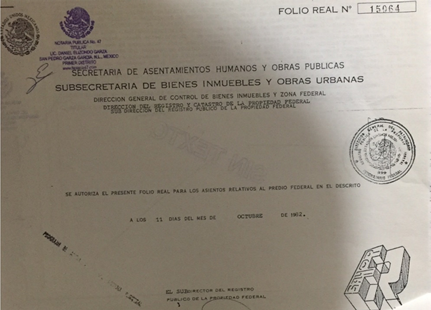 FOLIO REAL Nº 15064
NOTARIA PUBLICA No. 47
TITULAR
LIC. DANIEL ELIZONDO GARZA
SAN PEDRO GARZA GARCIA, N.L., MEXICO
PRIMER DISTRITO
SECRETARIA DE ASENTAMIENTOS HUMANOS Y OBRAS PUBLICAS
SUBSECRETARIA DE BIENES INMUEBLES Y OBRAS URBANAS
DIRECCION GENERAL DE CONTROL DE BIENES INMUEBLES Y ZONA FEDERAL
DIRECCION DEL REGISTRO Y CATASTRO DE LA PROPIEDAD FEDERAL
SUB DIRECCION DEL REGISTRO PUBLICO DE LA PROPIEDAD FEDERAL
SE AUTORIZA EL PRESENTE FOLIO REAL PARA LOS ASIENTOS RELATIVOS AL PREDIO FEDERAL EN EL DESCRITO
A LOS 11 DIAS DEL MES DE OCTUBRE DE 1982.
EL SUBDIRECTOR DEL REGISTRO
PUBLICO DE LA PROPIEDAD FEDERAL